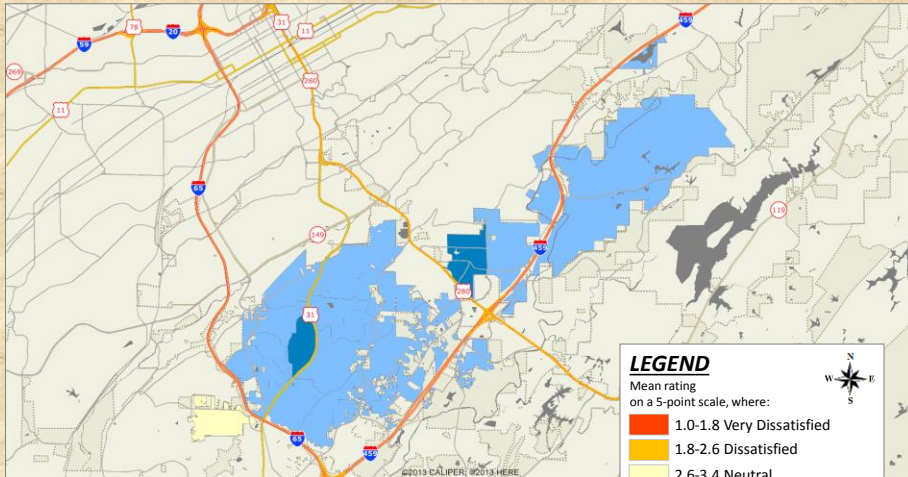 31
459
78
11
59
20
280
269
11
65
119
149
459
280
31
LEGEND
N
W E
S
Mean rating
on a 5-point scale, where:
1.0-1.8 Very Dissatisfied
1.8-2.6 Dissatisfied
2.6-3.4 Neutral
65
459
©2013 CALIPER; ©2013 HERE